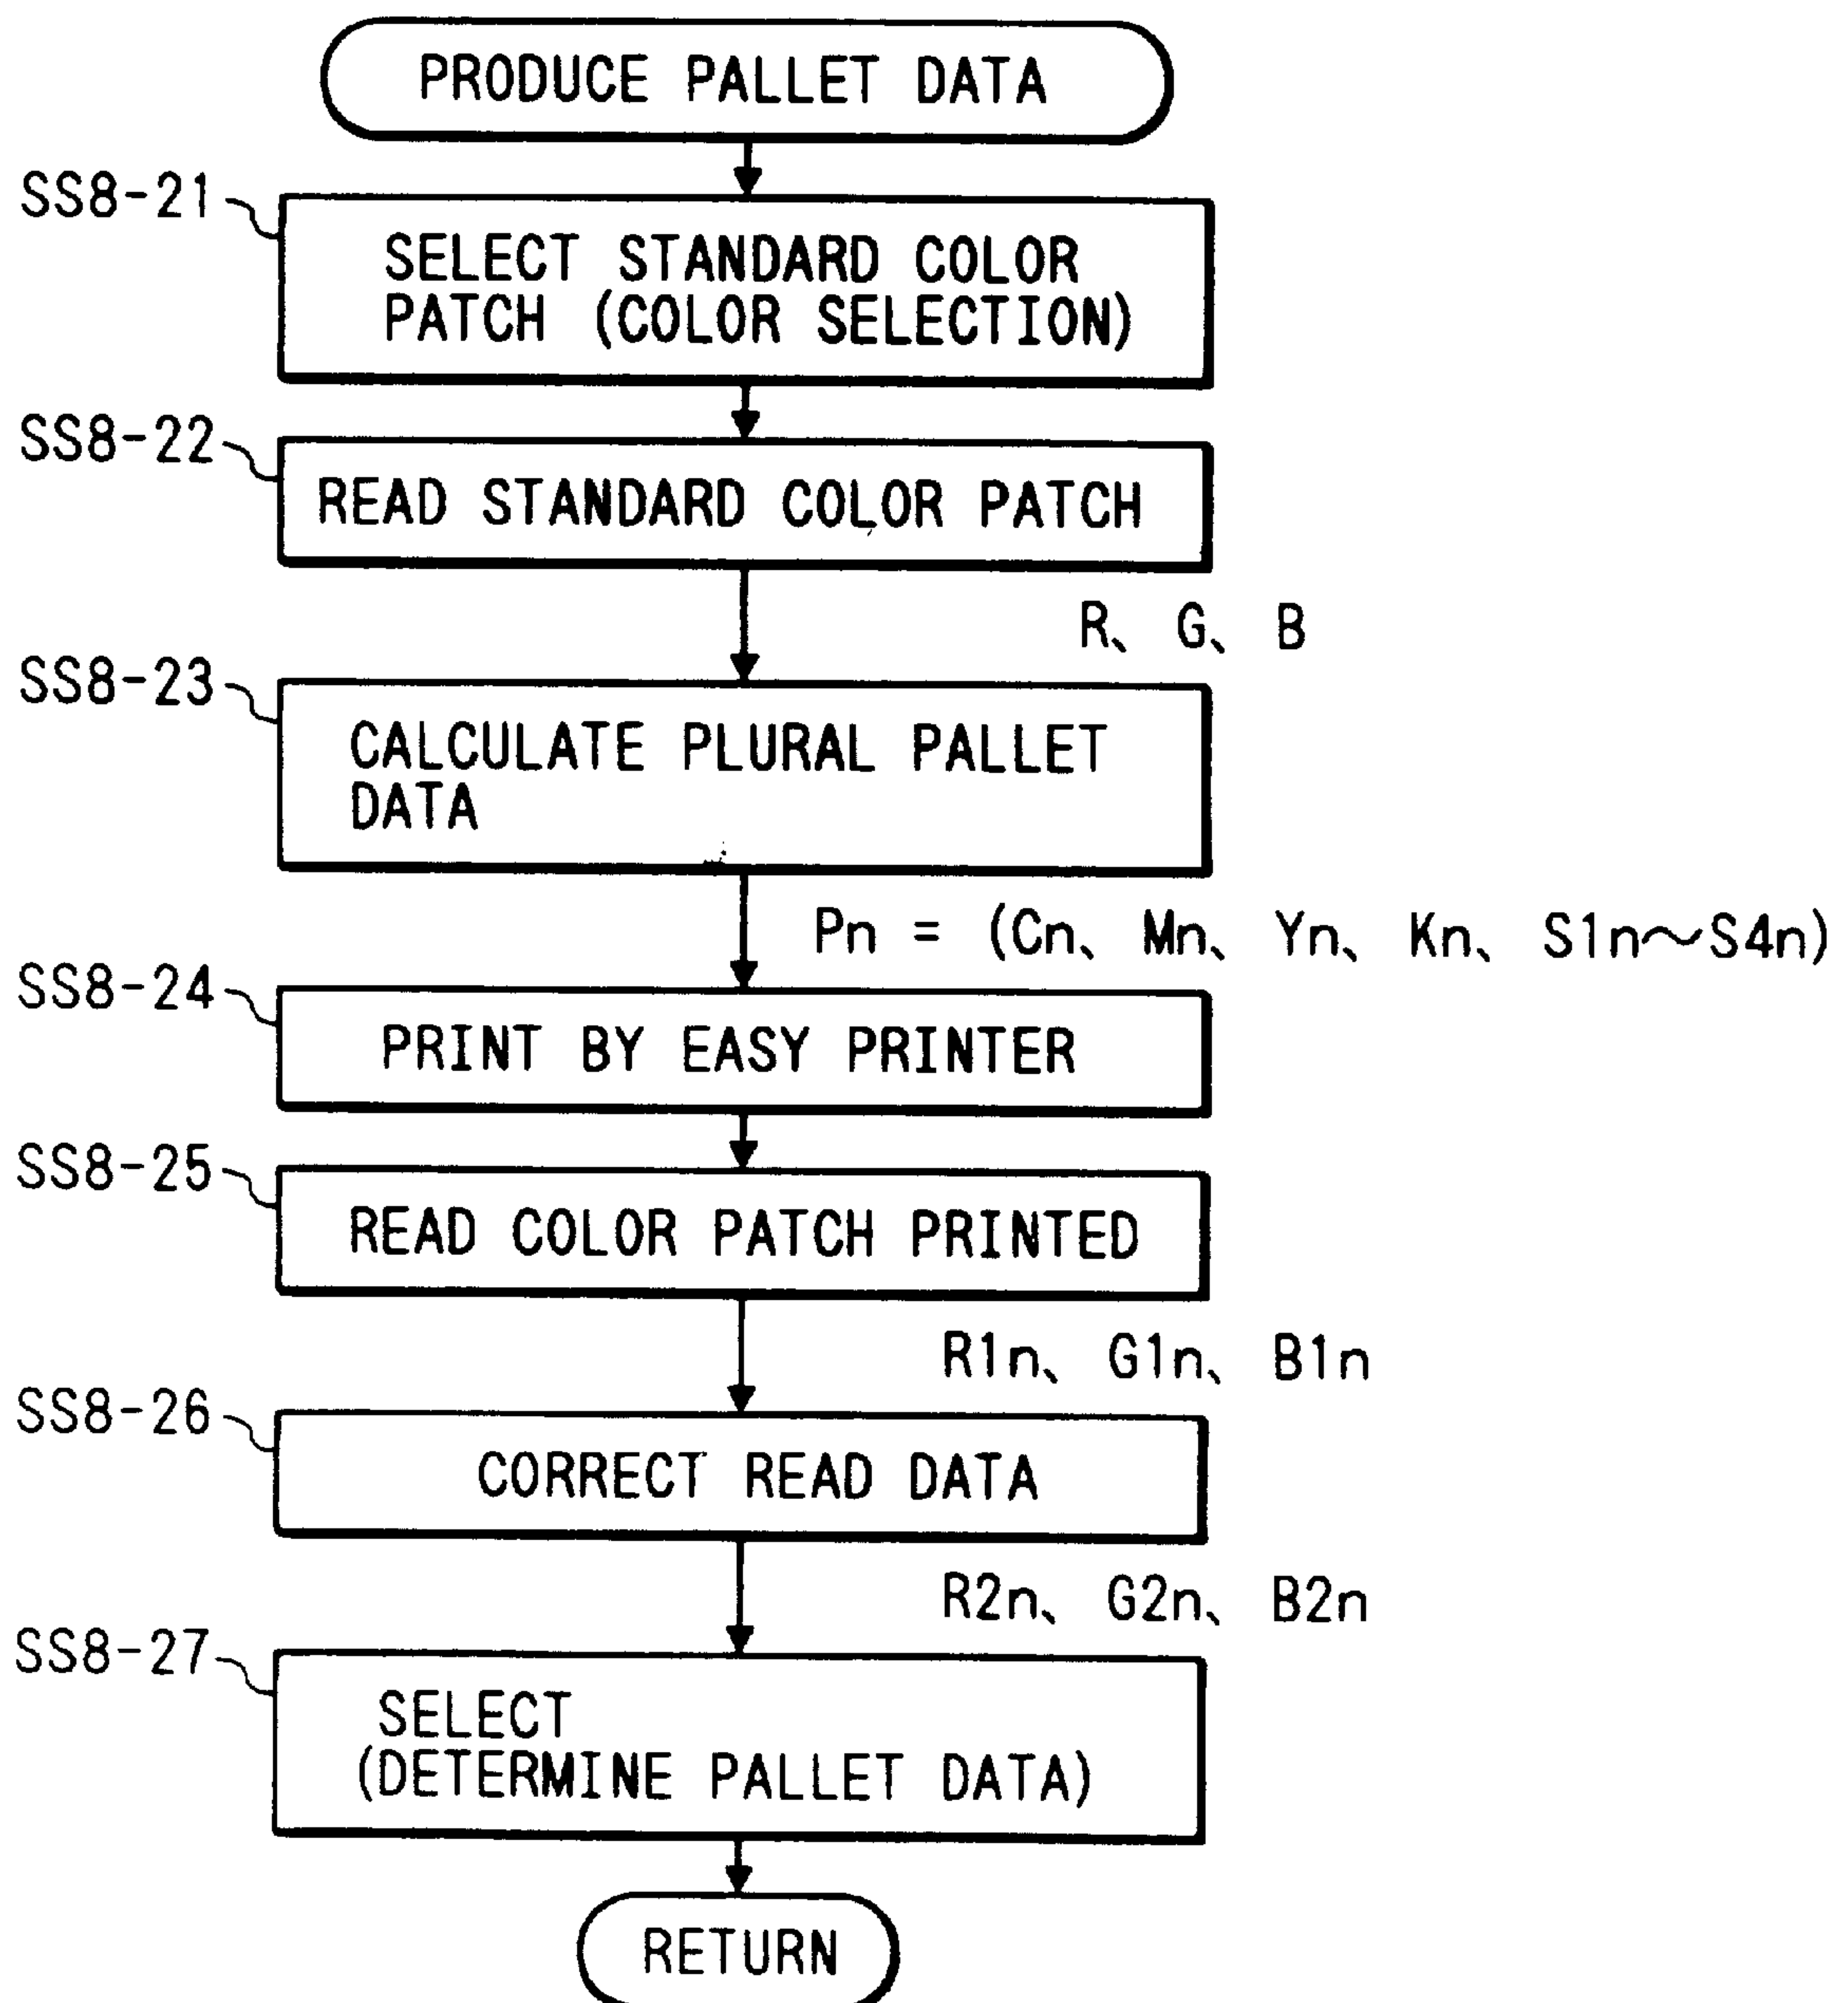 PRODUCE PALLET DATA
SS8-21
SELECT STANDARD COLOR
PATCH (COLOR SELECTION)
SS8-22
READ STANDARD COLOR PATCH
R、 G、 B
SS8-23
CALCULATE PLURAL PALLET
DATA
Pn = (Cn、 Mn、 Yn、 Kn、 S1n～S4n)
SS8-24
PRINT BY EASY PRINTER
SS8-25
READ COLOR PATCH PRINTED
R1n、 G1n、 B1n
SS8-26
CORRECT READ DATA
R2n、 G2n、 B2n
SS8-27
SELECT
(DETERMINE PALLET DATA)
RETURN